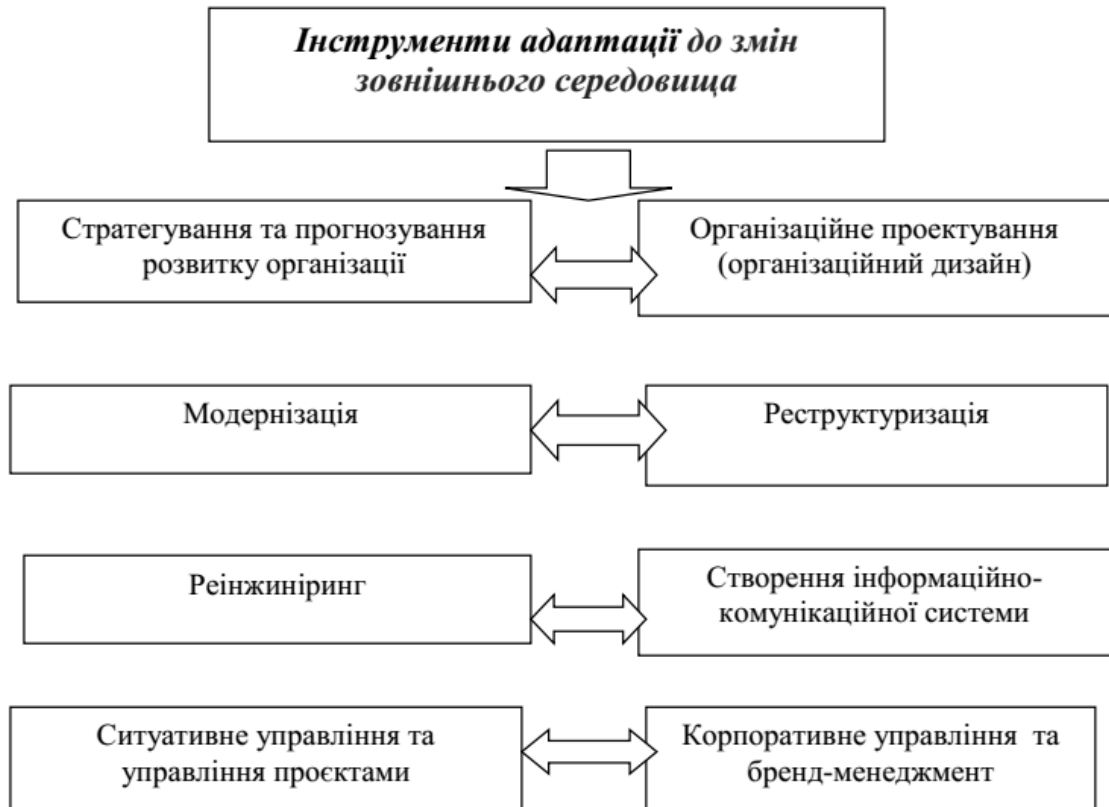 Інструменти адаптації до змін
зовнішнього середовища
Стратегування та прогнозування
розвитку організації
Організаційне проектування
(організаційний дизайн)
Модернізація
Реструктуризація
Реінжиніринг
Створення інформаційно-
комунікаційної системи
Ситуативне управління та
управління проєктами
Корпоративне управління та
бренд-менеджмент